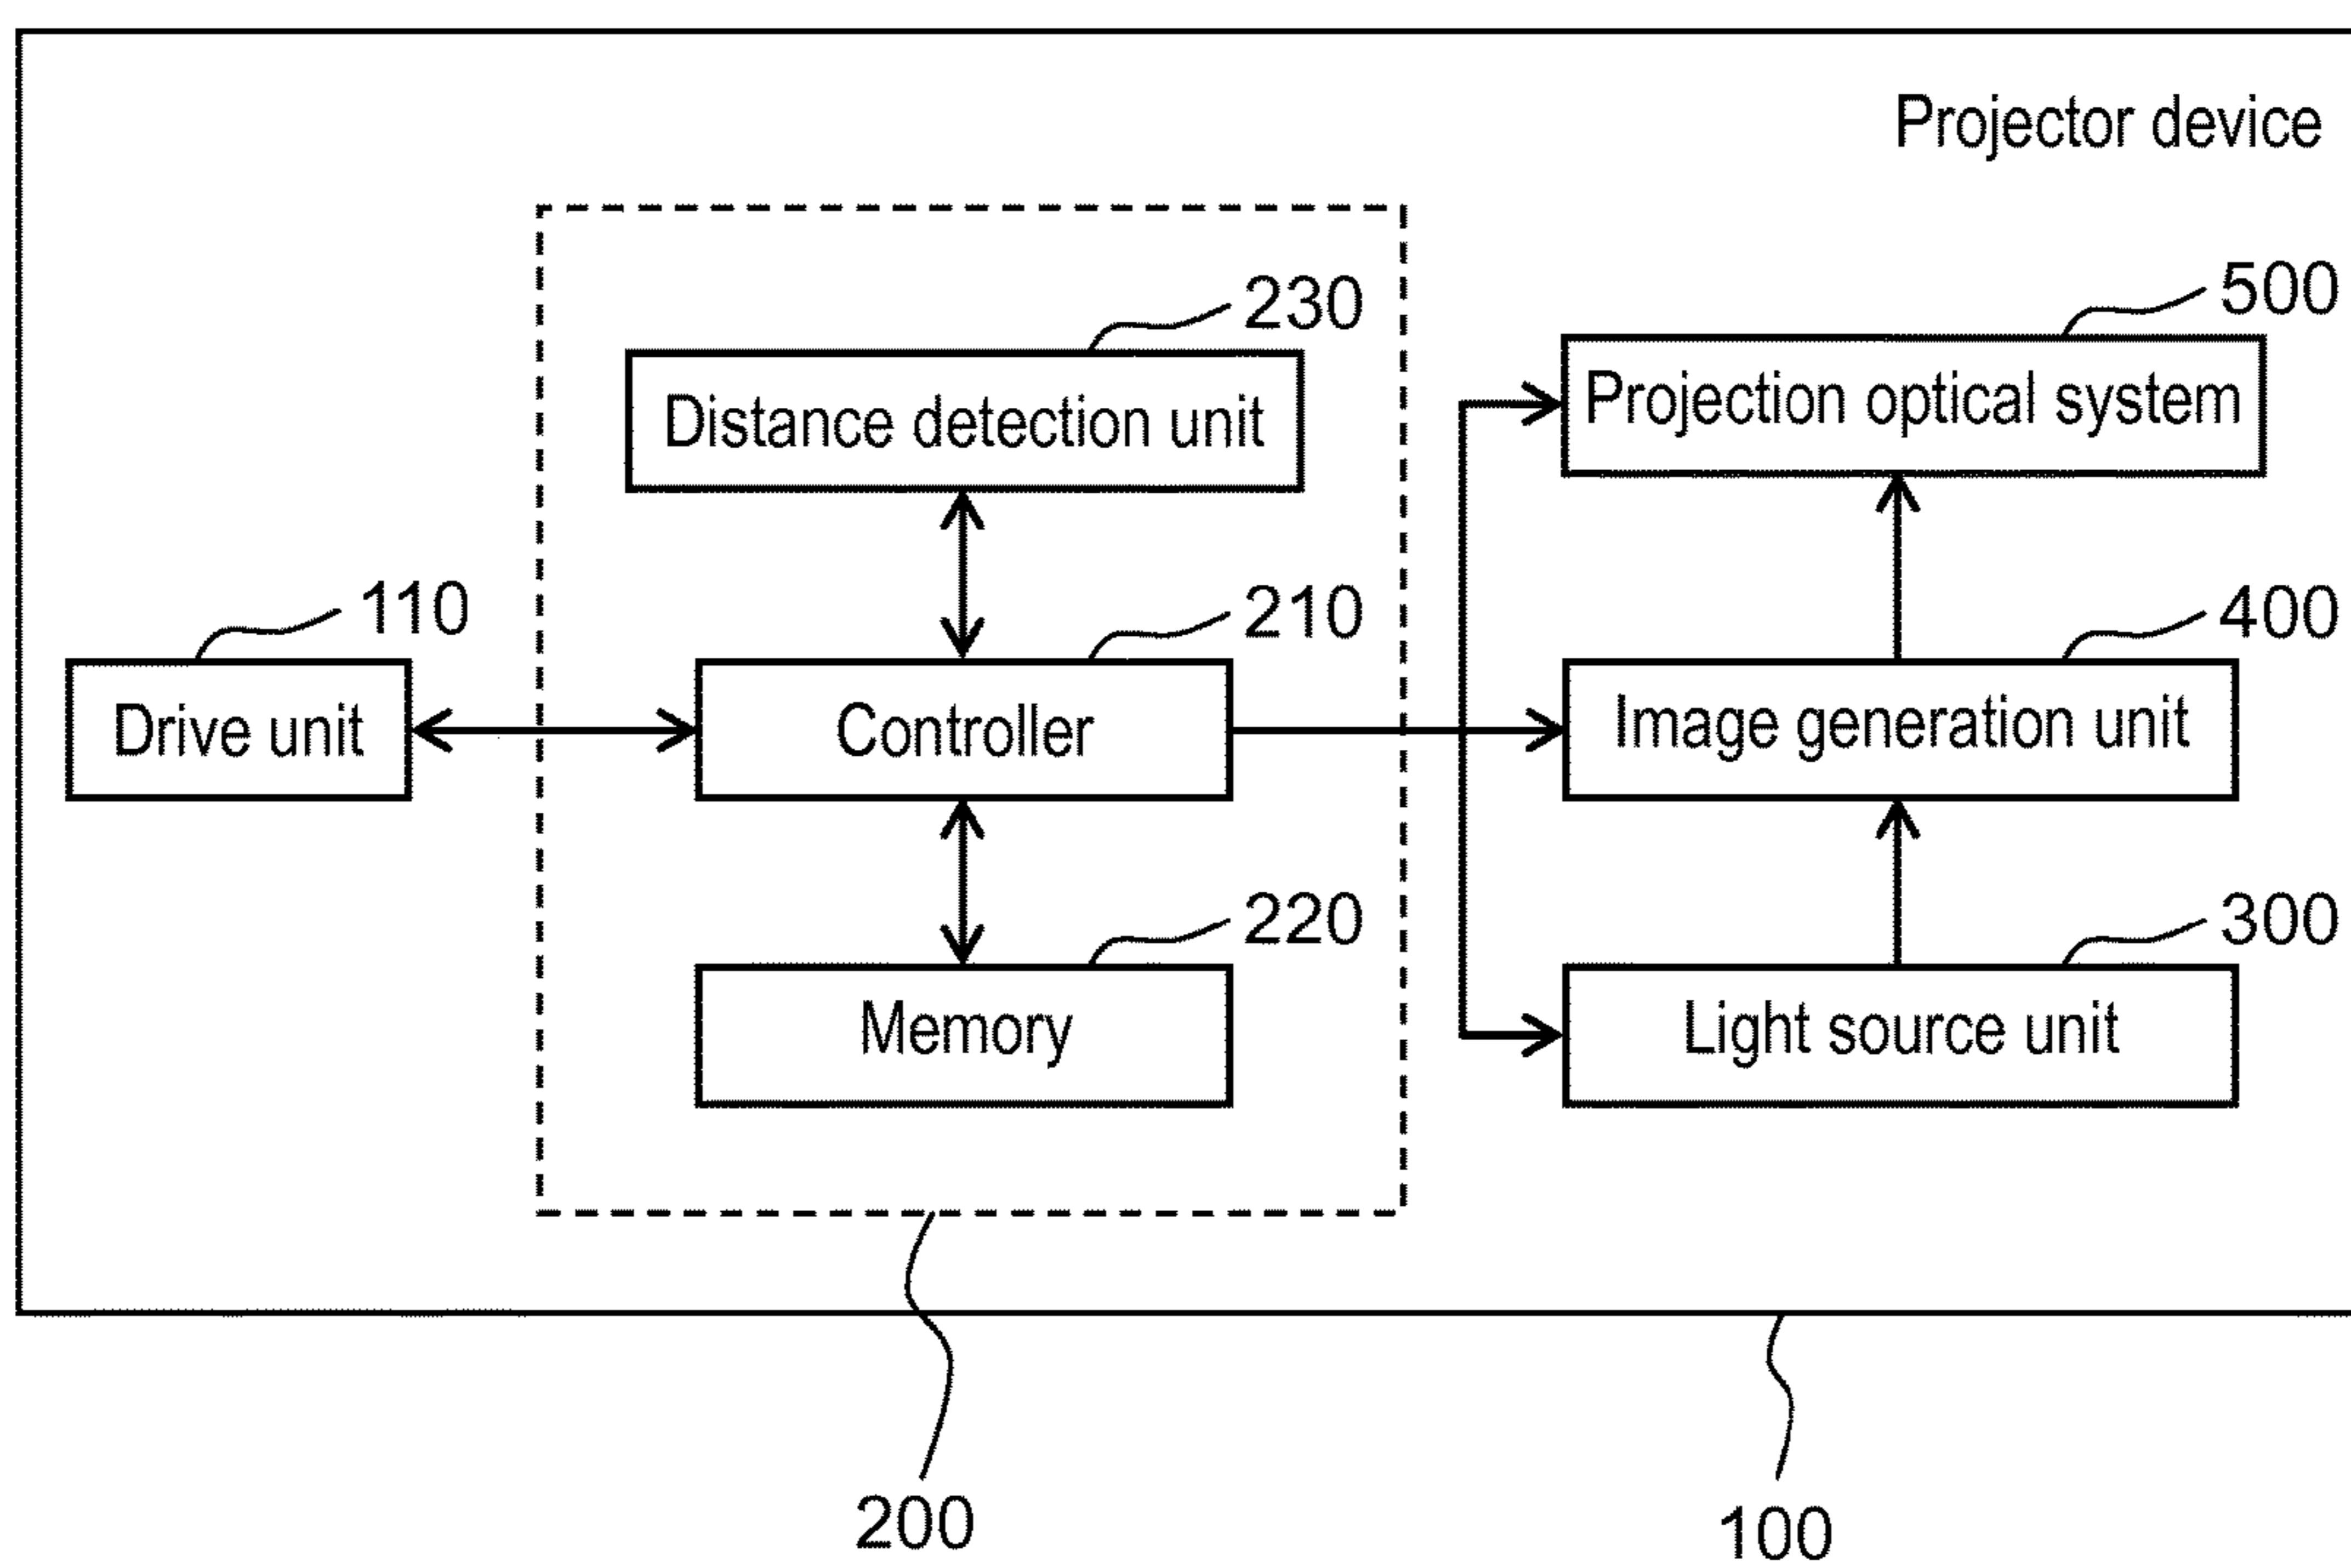 Projector device
230
Distance detection unit
500
Projection optical system
110
Drive unit
210
Controller
400
Image generation unit
220
Memory
300
Light source unit
200
100